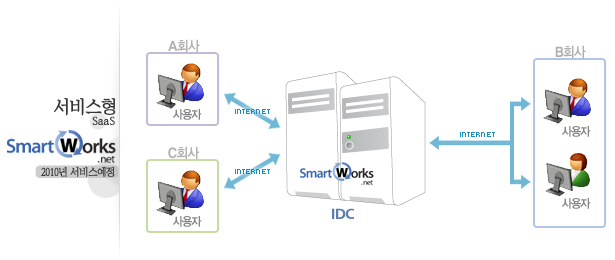 서비스형
SaaS
SmartWorks
.net
2010년 서비스예정
A회사
사용자
INTERNET
C회사
사용자
INTERNET
SmartWorks
.net
IDC
INTERNET
B회사
사용자
사용자